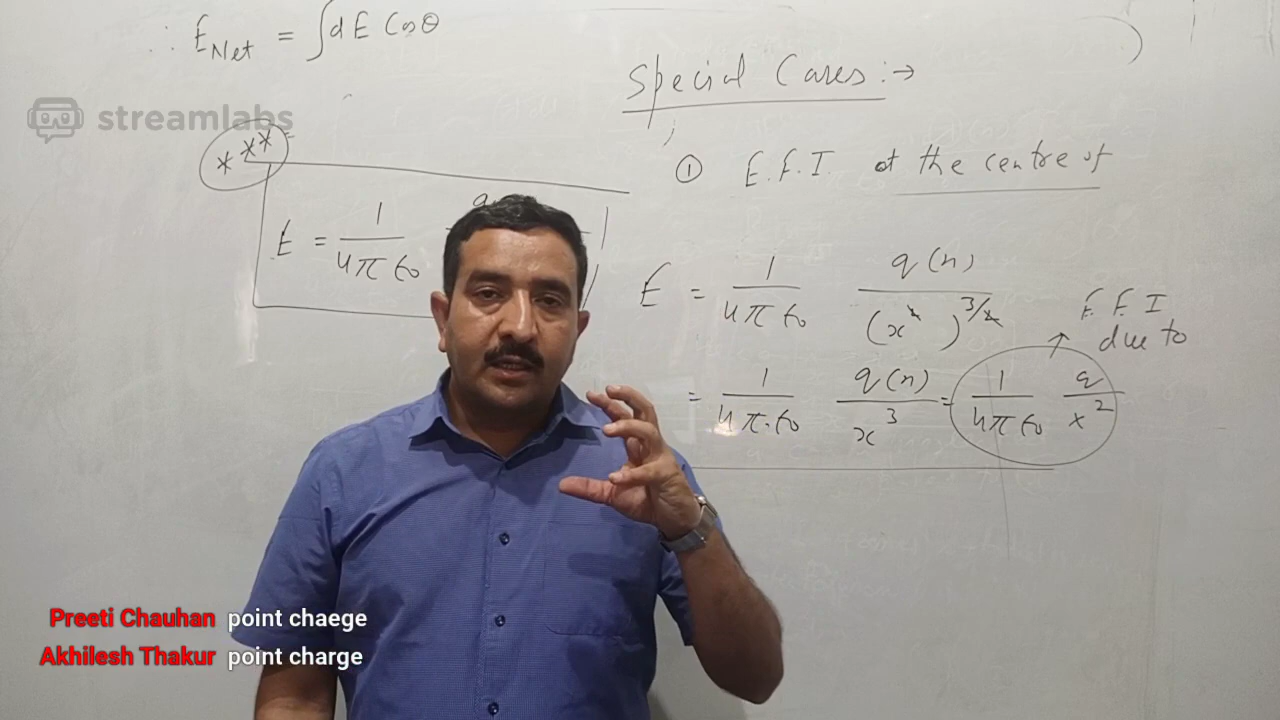 ∴ E_Net = ∫dE Cosθ
Special Cases :→
streamlabs
***
① E.F.I. at the centre of
E = 1/4πϵ₀ q
E = 1/4πϵ₀ q(x)/(x²)^3/2
E.F.I
due to
= 1/4πϵ₀ q(x)/x³ = 1/4πϵ₀ q/x²
Preeti Chauhan point chaege
Akhilesh Thakur point charge